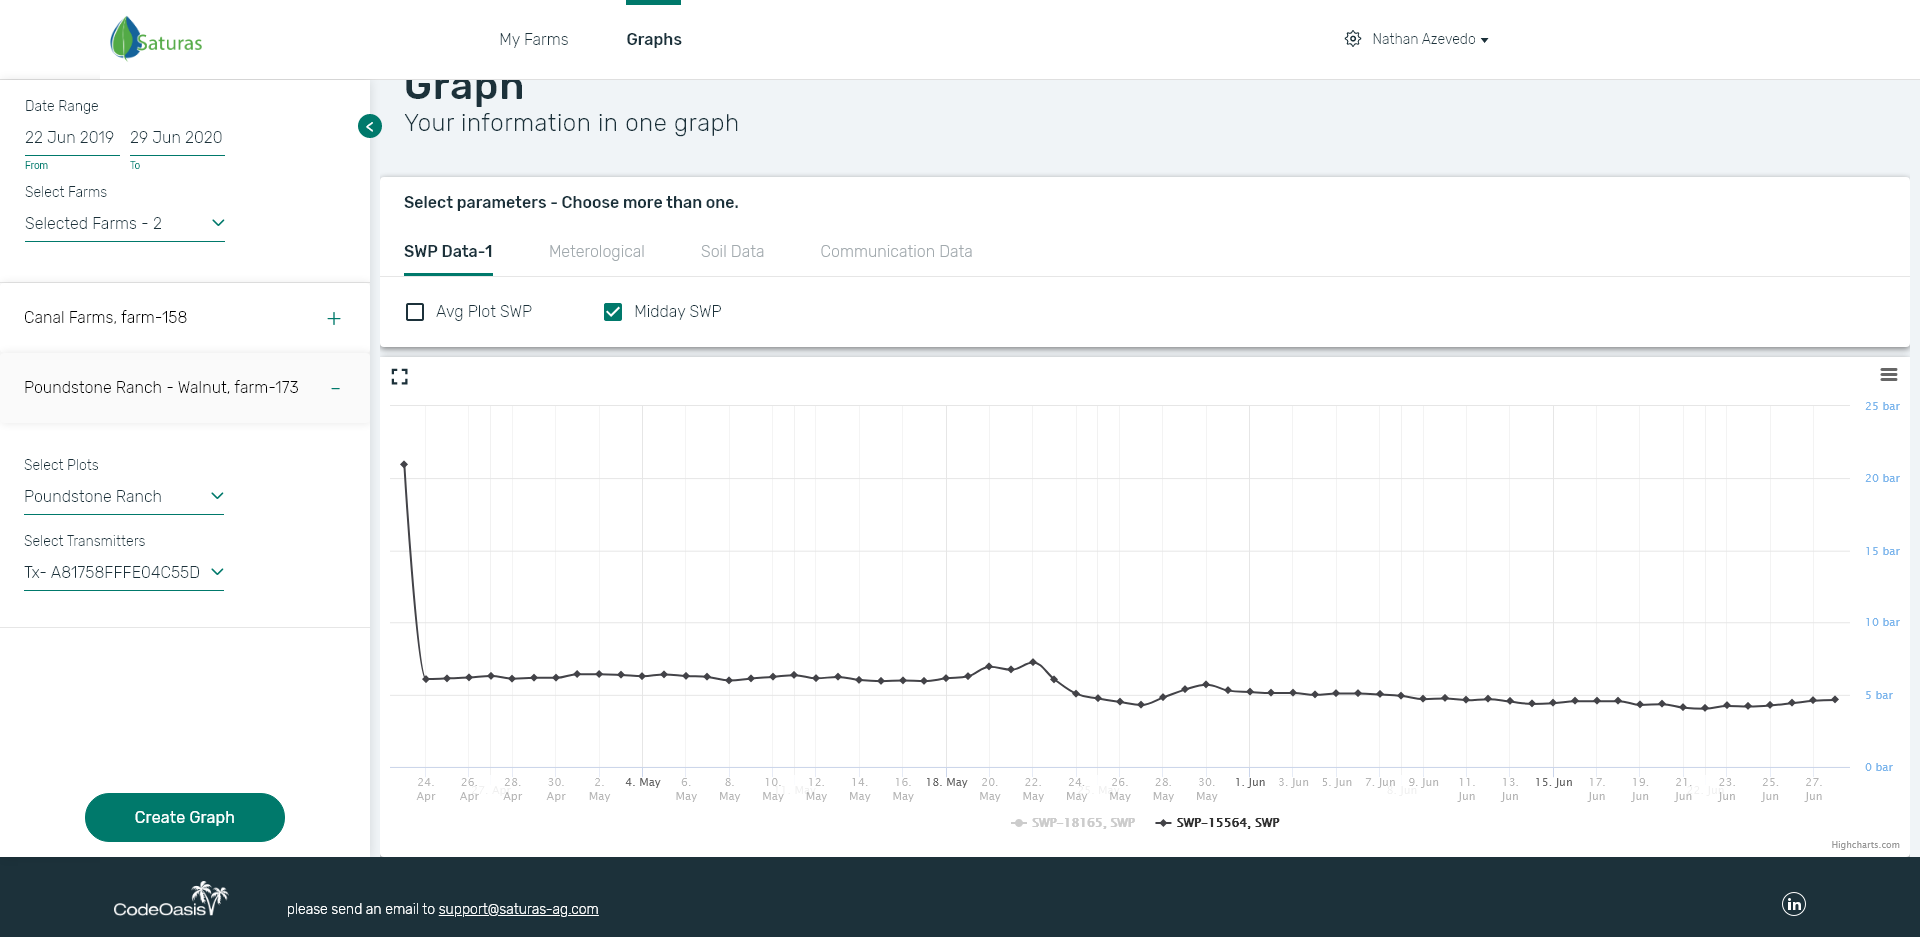 Saturas
My Farms
Graphs
Nathan Azevedo
Date Range
22 Jun 2019
29 Jun 2020
From
To
Select Farms
Selected Farms - 2
Canal Farms, farm-158
Poundstone Ranch - Walnut, farm-173
Select Plots
Poundstone Ranch
Select Transmitters
Tx- A81758FFFE04C55D
Create Graph
Graph
Your information in one graph
Select parameters - Choose more than one.
SWP Data-1
Meterological
Soil Data
Communication Data
Avg Plot SWP
Midday SWP
25 bar
20 bar
15 bar
10 bar
5 bar
0 bar
24. Apr
26. Apr
28. Apr
30. Apr
2. May
4. May
6. May
8. May
10. May
12. May
14. May
16. May
18. May
20. May
22. May
24. May
26. May
28. May
30. May
1. Jun
3. Jun
5. Jun
7. Jun
9. Jun
11. Jun
13. Jun
15. Jun
17. Jun
19. Jun
21. Jun
23. Jun
25. Jun
27. Jun
SWP-18165, SWP
SWP-15564, SWP
Highcharts.com
CodeOasis
please send an email to support@saturas-ag.com
in